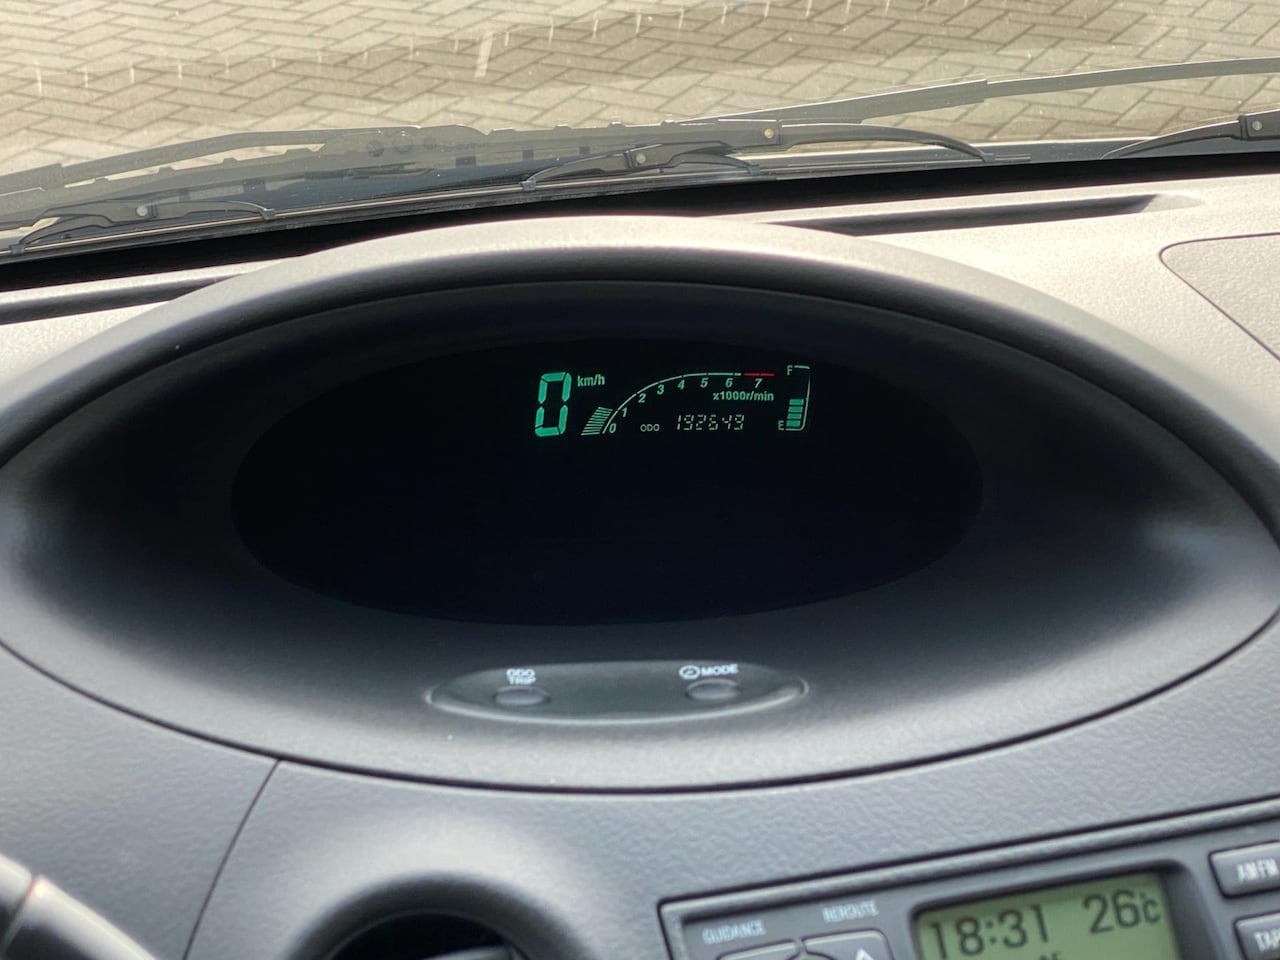 0 km/h
0 1 2 3 4 5 6 7
x1000r/min
ODO 192649
F
E
ODO
TRIP
MODE
GUIDANCE
REROUTE
18:31 26°C
AM FM